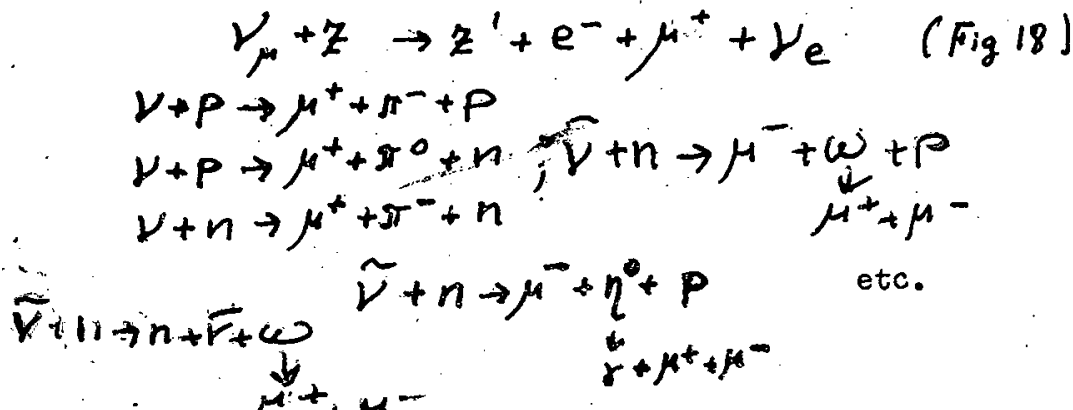 ν_μ + Z → Z' + e⁻ + μ⁺ + ν_e (Fig 18)
ν + p → μ⁺ + π⁻ + p
ν + p → μ⁺ + π⁰ + n ; ν̃ + n → μ⁻ + ω + p
↓
ν + n → μ⁺ + π⁻ + n μ⁺ + μ⁻
ν̃ + n → μ⁻ + η⁰ + p etc.
ν̃ + n → n + ν̃ + ω
↓ ↓
γ + μ⁺ + μ⁻
μ⁺, μ⁻